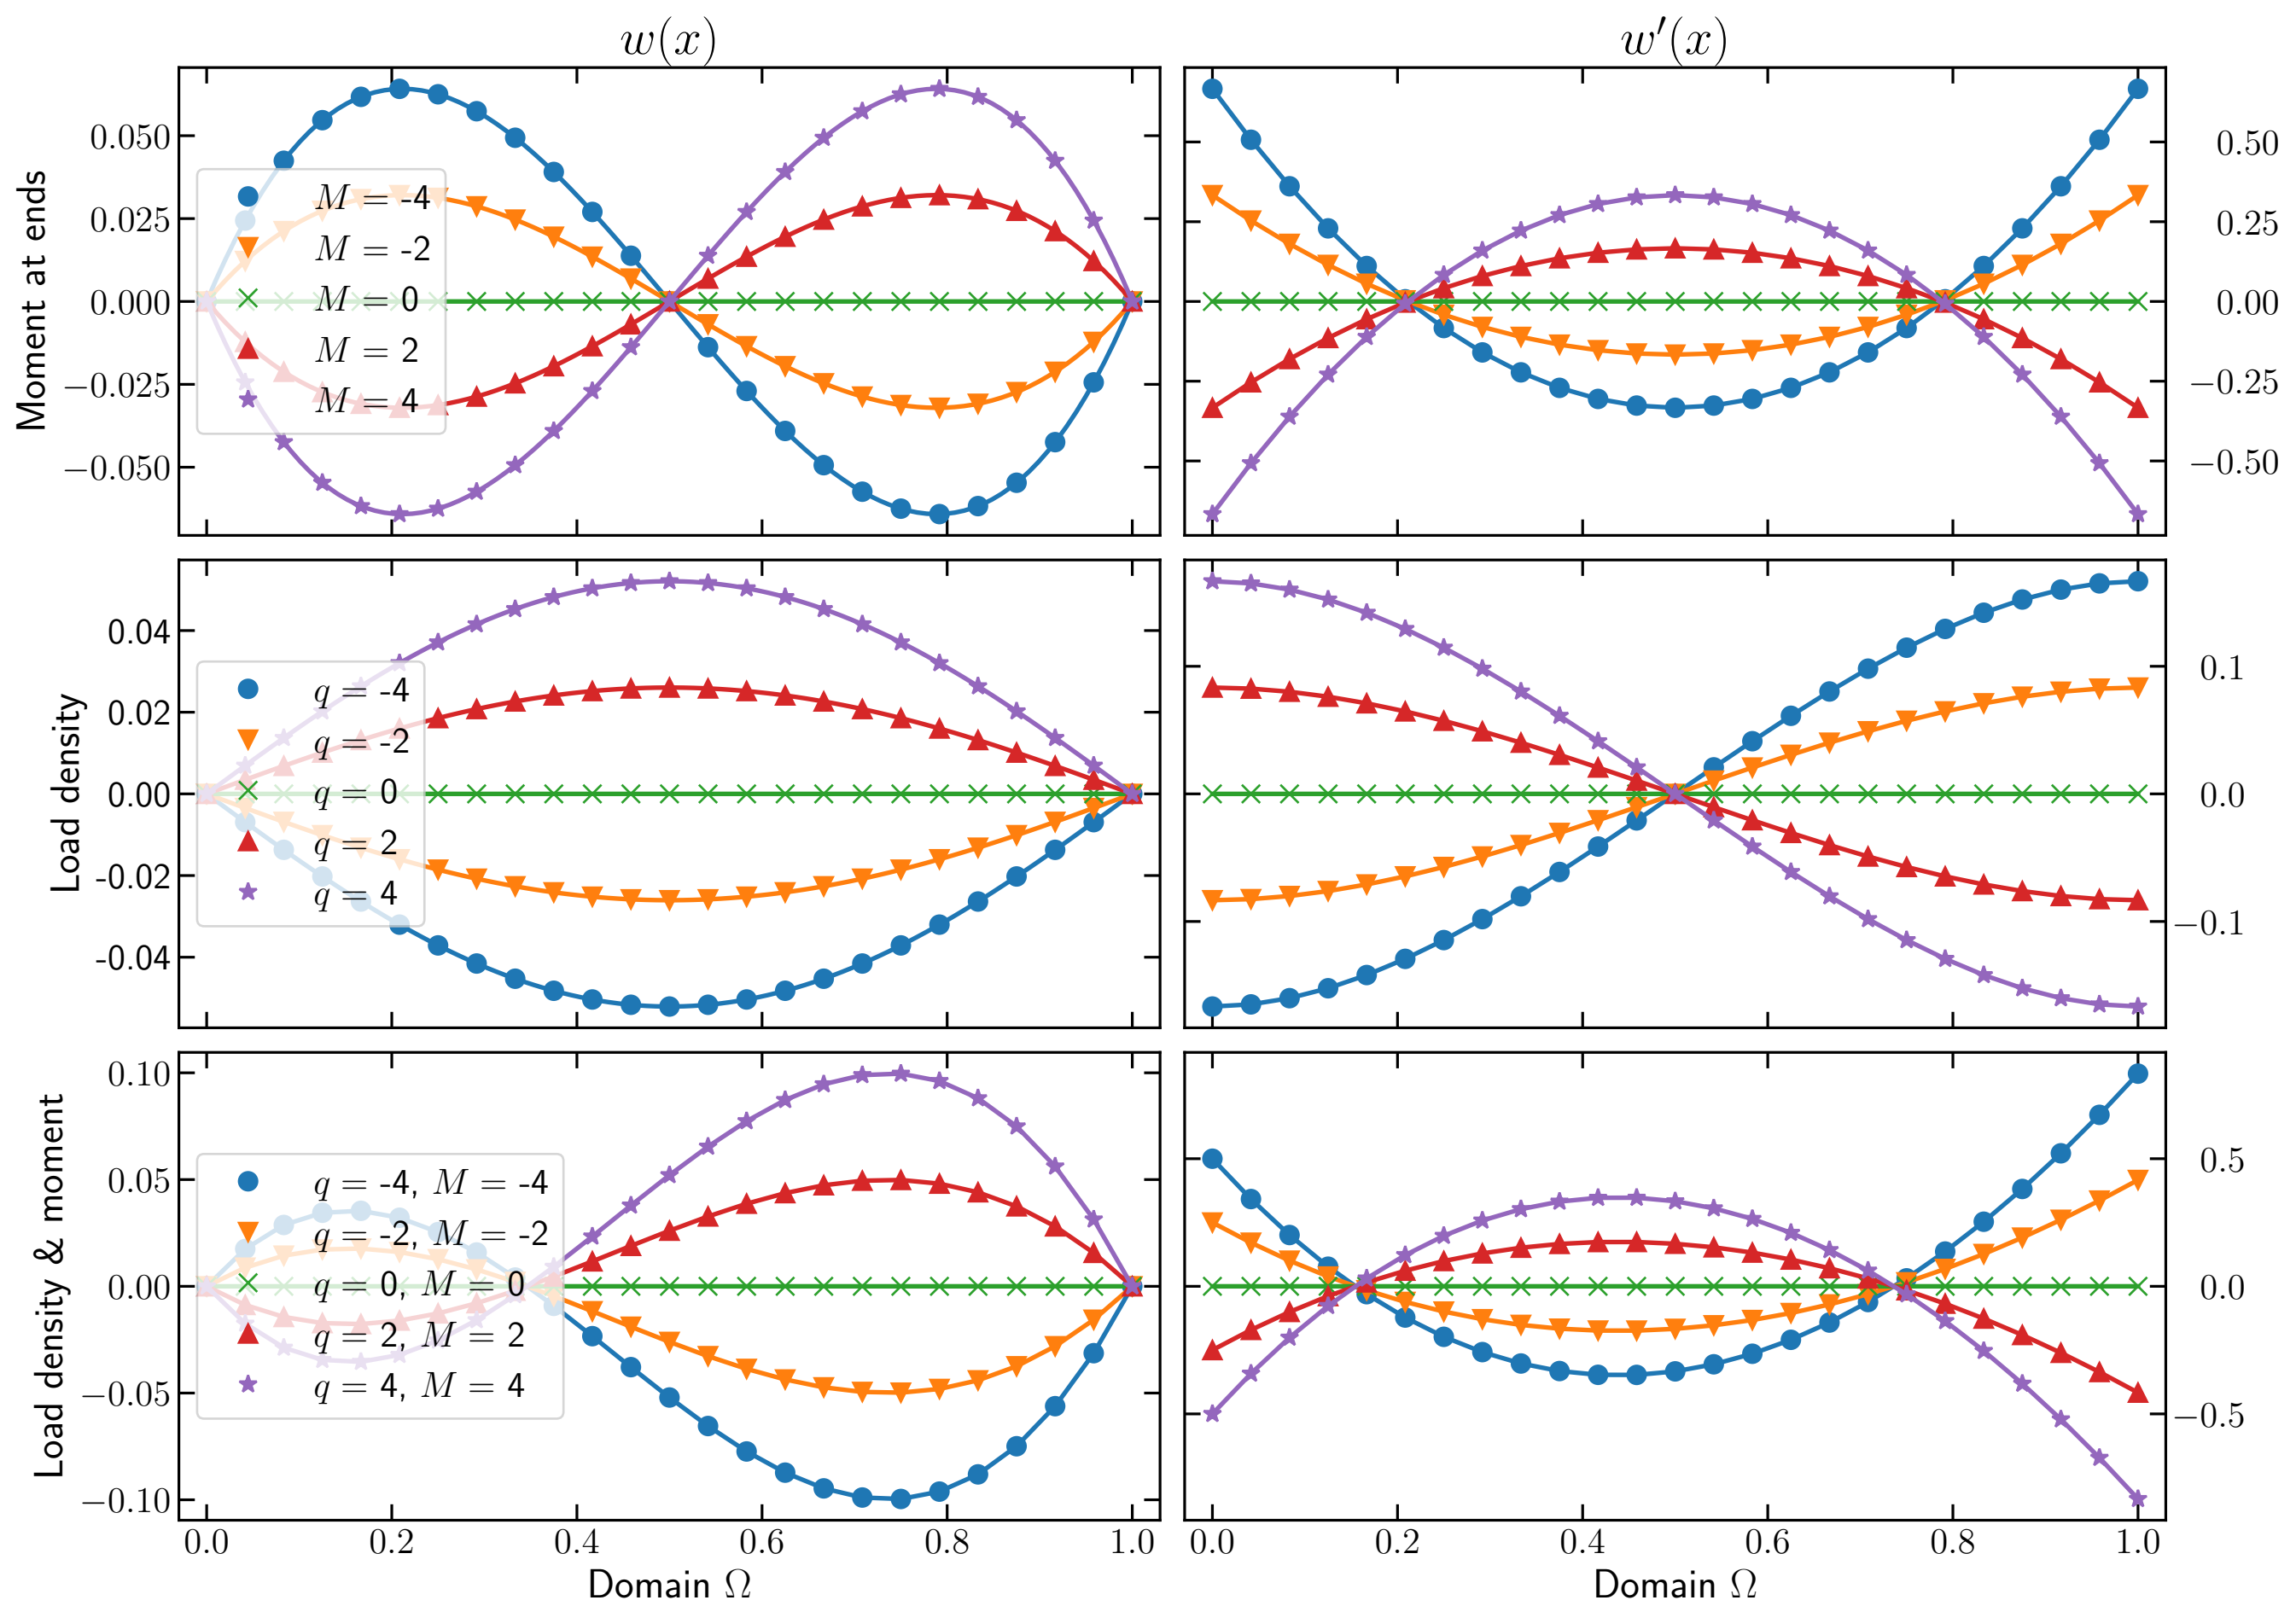 w(x)
w′(x)
Moment at ends
0.050
0.025
0.000
−0.025
−0.050
M = -4
M = -2
M = 0
M = 2
M = 4
0.50
0.25
0.00
−0.25
−0.50
Load density
0.04
0.02
0.00
-0.02
-0.04
q = -4
q = -2
q = 0
q = 2
q = 4
0.1
0.0
−0.1
Load density & moment
0.10
0.05
0.00
−0.05
−0.10
q = -4, M = -4
q = -2, M = -2
q = 0, M = 0
q = 2, M = 2
q = 4, M = 4
0.5
0.0
−0.5
0.0 0.2 0.4 0.6 0.8 1.0
0.0 0.2 0.4 0.6 0.8 1.0
Domain Ω
Domain Ω